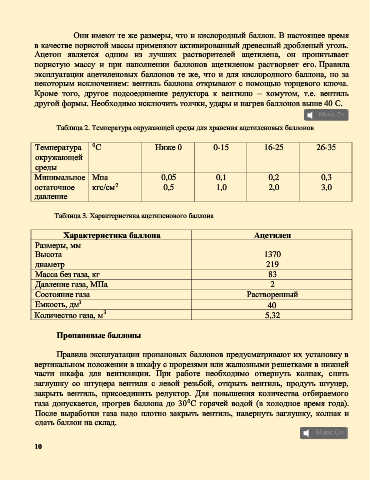 Они имеют те же размеры, что и кислородный баллон. В настоящее время
в качестве пористой массы применяют активированный древесный дробленый уголь.
Ацетон является одним из лучших растворителей ацетилена, он пропитывает
пористую массу и при наполнении баллонов ацетиленом растворяет его. Правила
эксплуатации ацетиленовых баллонов те же, что и для кислородного баллона, но за
некоторым исключением: вентиль баллона открывают с помощью торцевого ключа.
Кроме того, другое подсоединение редуктора к вентилю – хомутом, т.е. вентиль
другой формы. Необходимо исключить толчки, удары и нагрев баллонов выше 40 С.
Таблица 2. Температура окружающей среды для хранения ацетиленовых баллонов
Температура ⁰С Ниже 0 0-15 16-25 26-35
окружающей
среды
Минимальное Мпа 0,05 0,1 0,2 0,3
остаточное кгс/см² 0,5 1,0 2,0 3,0
давление
Таблица 3. Характеристика ацетиленового баллона
Характеристика баллона Ацетилен
Размеры, мм
Высота 1370
диаметр 219
Масса без газа, кг 83
Давление газа, МПа 2
Состояние газа Растворенный
Емкость, дм³ 40
Количество газа, м³ 5,32
Пропановые баллоны
Правила эксплуатации пропановых баллонов предусматривают их установку в
вертикальном положении в шкафу с прорезями или жалюзными решетками в нижней
части шкафа для вентиляции. При работе необходимо отвернуть колпак, снять
заглушку со штуцера вентиля с левой резьбой, открыть вентиль, продуть штуцер,
закрыть вентиль, присоединить редуктор. Для повышения количества отбираемого
газа допускается, прогрев баллона до 30⁰С горячей водой (в холодное время года).
После выработки газа надо плотно закрыть вентиль, навернуть заглушку, колпак и
сдать баллон на склад.
10